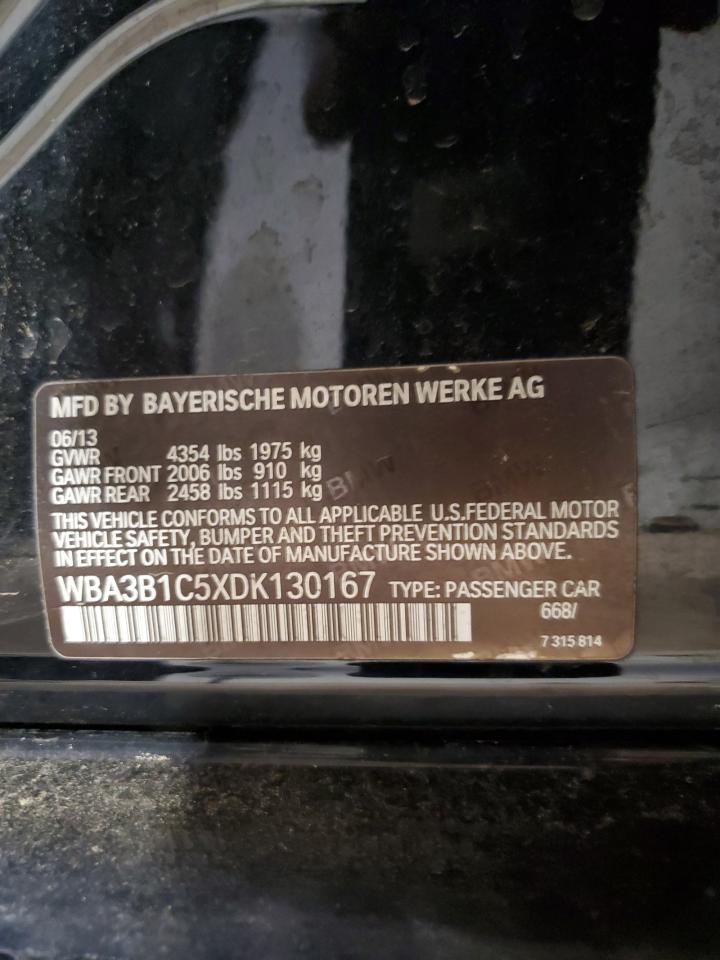 MFD BY BAYERISCHE MOTOREN WERKE AG
06/13
GVWR 4354 lbs 1975 kg
GAWR FRONT 2006 lbs 910 kg
GAWR REAR 2458 lbs 1115 kg
THIS VEHICLE CONFORMS TO ALL APPLICABLE U.S.FEDERAL MOTOR
VEHICLE SAFETY, BUMPER AND THEFT PREVENTION STANDARDS
IN EFFECT ON THE DATE OF MANUFACTURE SHOWN ABOVE.
WBA3B1C5XDK130167 TYPE: PASSENGER CAR
668/
7 315 814